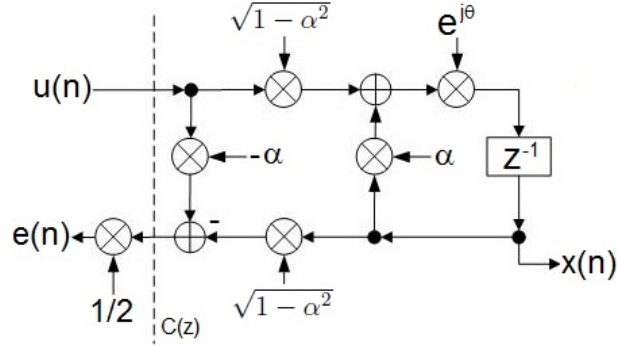 √1 − α²
e^jθ
u(n)
-α
α
z⁻¹
e(n)
-
x(n)
1/2
C(z)
√1 − α²